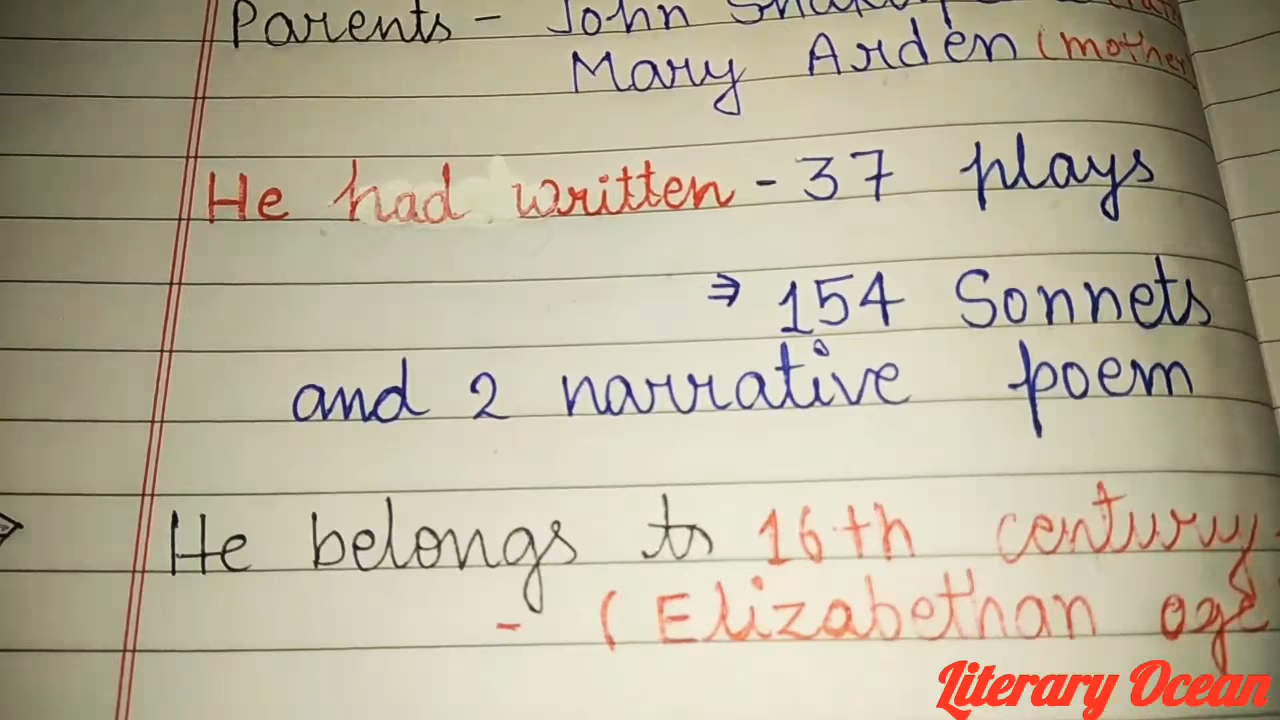 Parents - John
Mary Arden (mother
He had written - 37 plays
⇒ 154 Sonnets
and 2 narrative poem
He belongs to 16th century
- (Elizabethan age
Literary Ocean